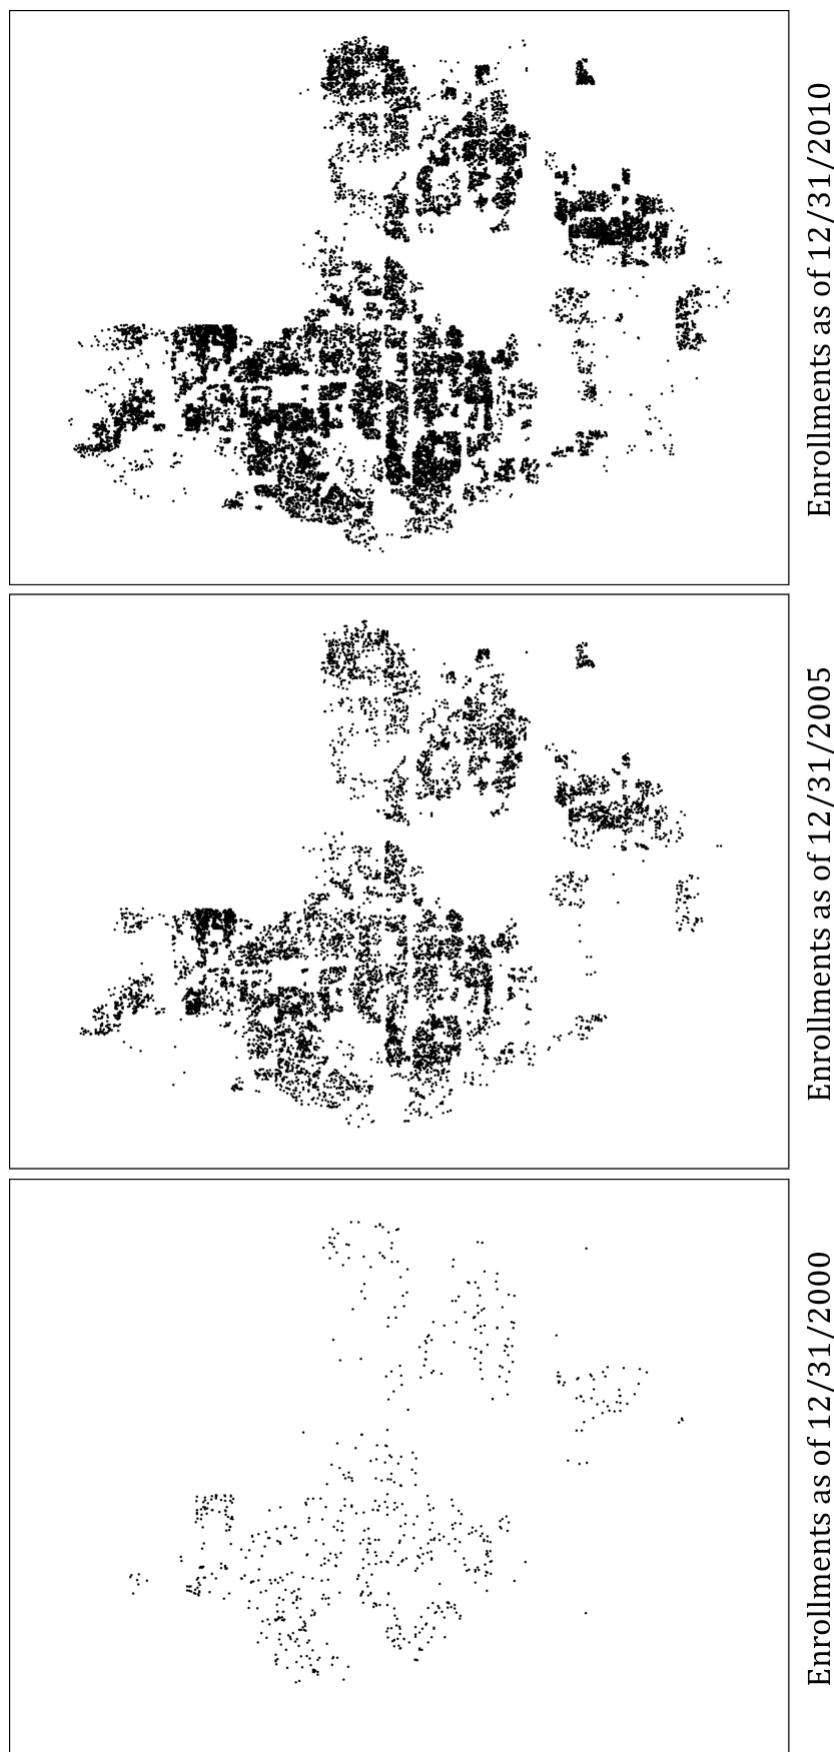 Enrollments as of 12/31/2000
Enrollments as of 12/31/2005
Enrollments as of 12/31/2010